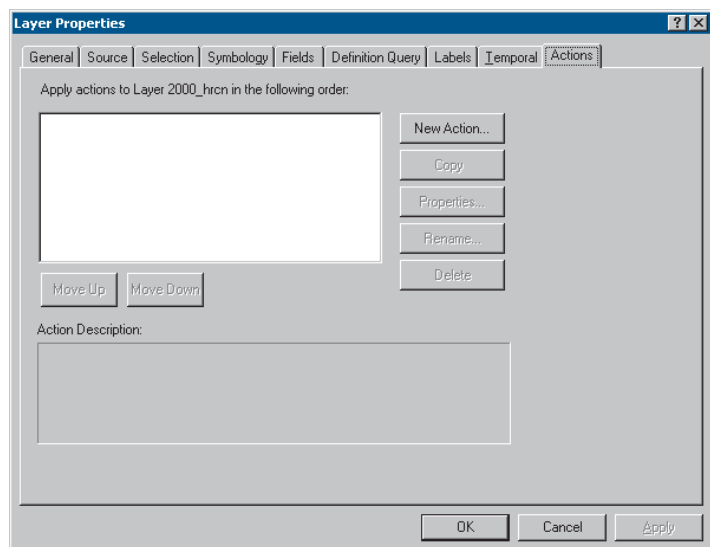 Layer Properties
General Source Selection Symbology Fields Definition Query Labels Temporal Actions
Apply actions to Layer 2000_hrcn in the following order:
New Action...
Copy
Properties...
Rename...
Delete
Move Up Move Down
Action Description:
OK Cancel Apply